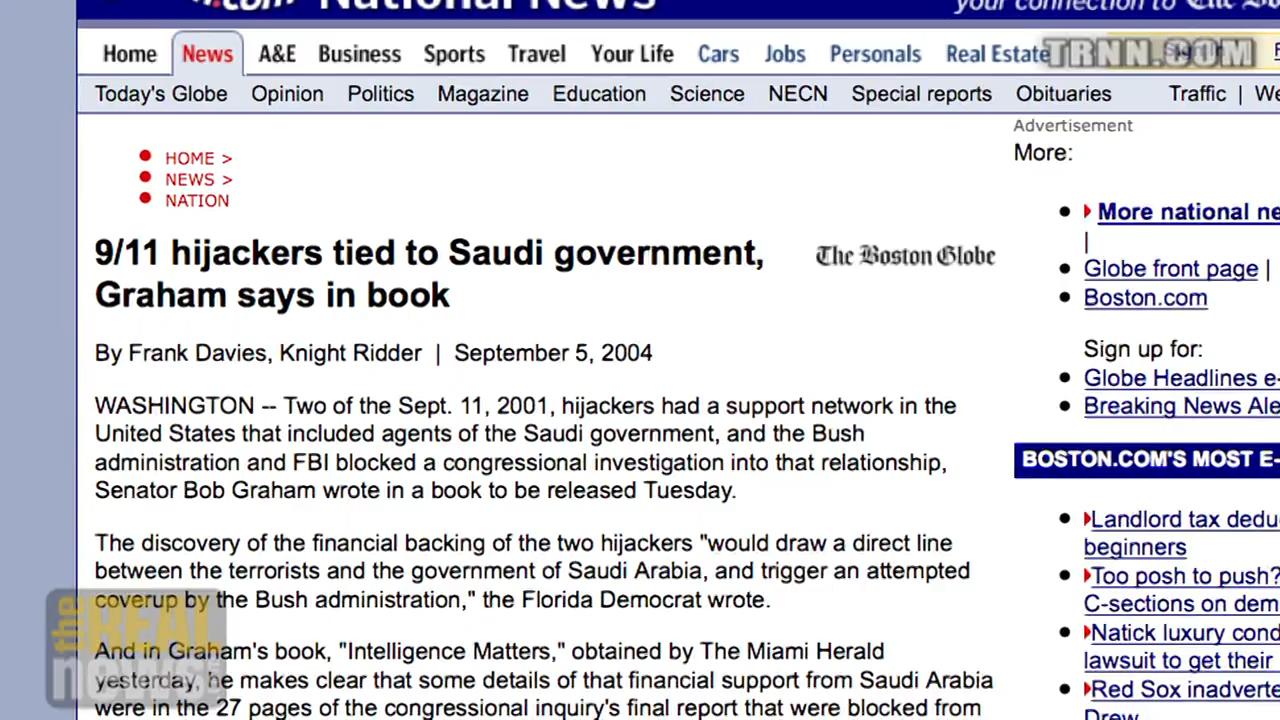 National News
your connection to The Bos
Home News A&E Business Sports Travel Your Life Cars Jobs Personals Real Estate
TRNN.COM
Today's Globe Opinion Politics Magazine Education Science NECN Special reports Obituaries Traffic | We
Advertisement
More:
HOME >
NEWS >
NATION
More national ne
|
Globe front page |
Boston.com
9/11 hijackers tied to Saudi government,
Graham says in book
The Boston Globe
By Frank Davies, Knight Ridder | September 5, 2004
Sign up for:
Globe Headlines e-
Breaking News Ale
WASHINGTON -- Two of the Sept. 11, 2001, hijackers had a support network in the
United States that included agents of the Saudi government, and the Bush
administration and FBI blocked a congressional investigation into that relationship,
Senator Bob Graham wrote in a book to be released Tuesday.
BOSTON.COM'S MOST E-
Landlord tax dedu
beginners
Too posh to push?
C-sections on dem
Natick luxury cond
lawsuit to get their
Red Sox inadverte
Drew
The discovery of the financial backing of the two hijackers "would draw a direct line
between the terrorists and the government of Saudi Arabia, and trigger an attempted
coverup by the Bush administration," the Florida Democrat wrote.
And in Graham's book, "Intelligence Matters," obtained by The Miami Herald
yesterday, he makes clear that some details of that financial support from Saudi Arabia
were in the 27 pages of the congressional inquiry's final report that were blocked from
the
REAL
news